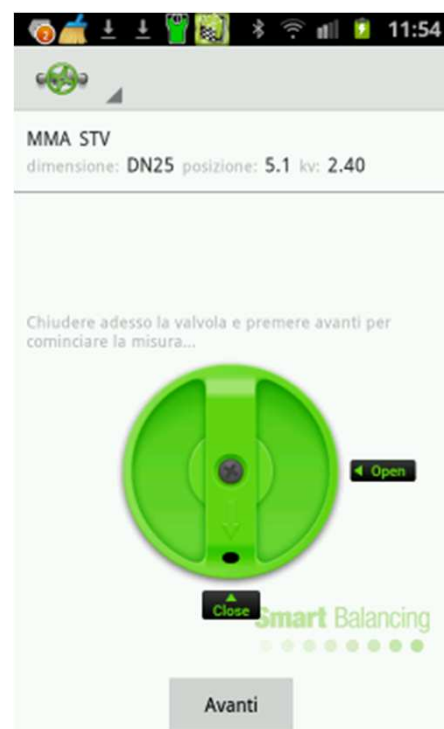 11:54
MMA STV
dimensione: DN25 posizione: 5.1 kv: 2.40
Chiudere adesso la valvola e premere avanti per
cominciare la misura...
Open
Close
Smart Balancing
Avanti